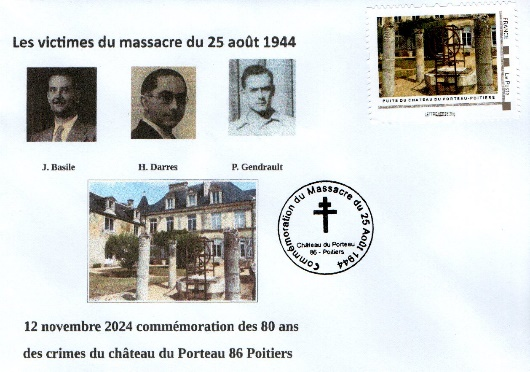 Les victimes du massacre du 25 août 1944
FRANCE
La Poste
PUITS DU CHATEAU DU PORTEAU-POITIERS
J. Basile
H. Darres
P. Gendrault
Commémoration du Massacre du 25 Août 1944
Château du Porteau
86 - Poitiers
12 novembre 2024 commémoration des 80 ans
des crimes du château du Porteau 86 Poitiers